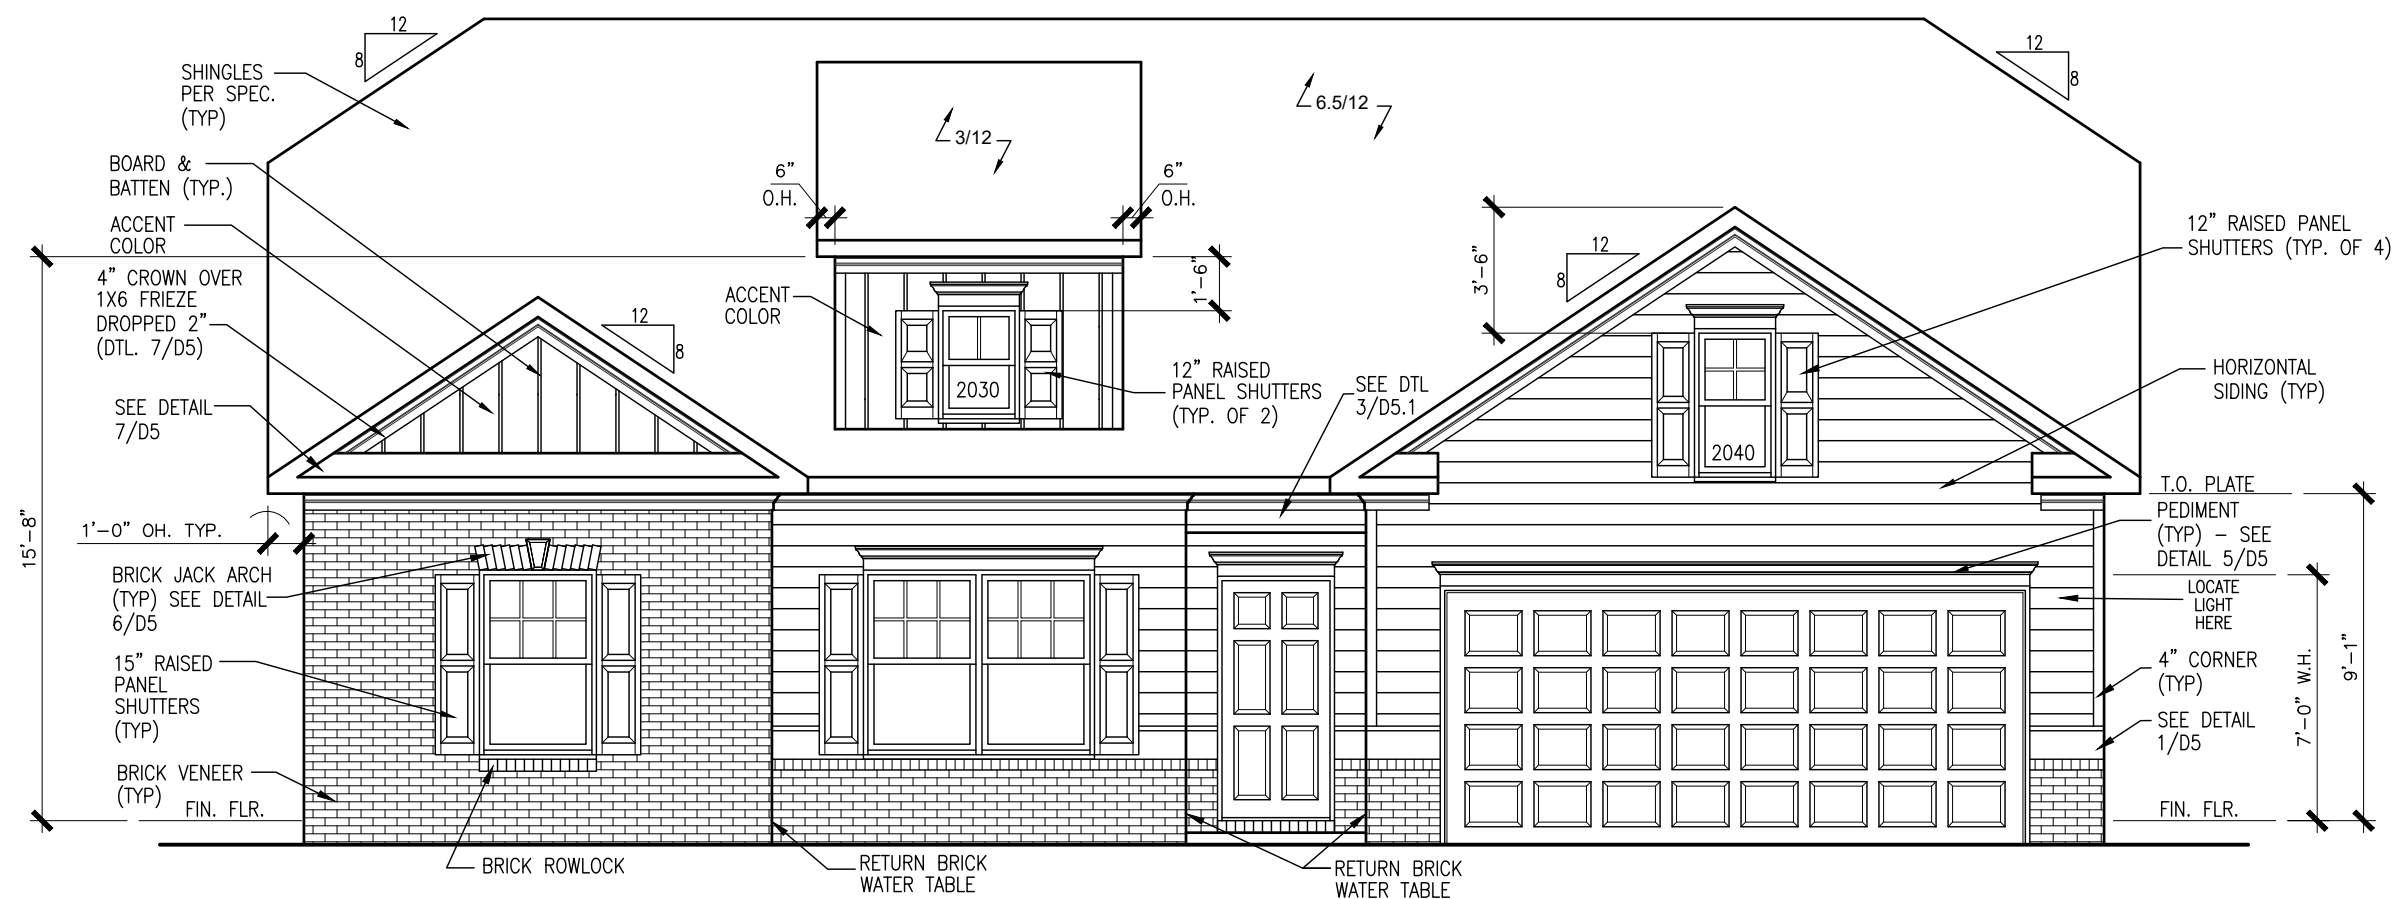 12
8
SHINGLES
PER SPEC.
(TYP)
BOARD &
BATTEN (TYP.)
ACCENT
COLOR
4" CROWN OVER
1X6 FRIEZE
DROPPED 2"
(DTL. 7/D5)
SEE DETAIL
7/D5
15'-8"
1'-0" OH. TYP.
BRICK JACK ARCH
(TYP) SEE DETAIL
6/D5
15" RAISED
PANEL
SHUTTERS
(TYP)
BRICK VENEER
(TYP)
FIN. FLR.
BRICK ROWLOCK
12
8
3/12
6"
O.H.
6"
O.H.
ACCENT
COLOR
2030
1'-6"
12" RAISED
PANEL SHUTTERS
(TYP. OF 2)
SEE DTL
3/D5.1
RETURN BRICK
WATER TABLE
RETURN BRICK
WATER TABLE
6.5/12
12
8
3'-6"
12
8
2040
12" RAISED PANEL
SHUTTERS (TYP. OF 4)
HORIZONTAL
SIDING (TYP)
T.O. PLATE
PEDIMENT
(TYP) - SEE
DETAIL 5/D5
LOCATE
LIGHT
HERE
4" CORNER
(TYP)
SEE DETAIL
1/D5
FIN. FLR.
7'-0" W.H.
9'-1"